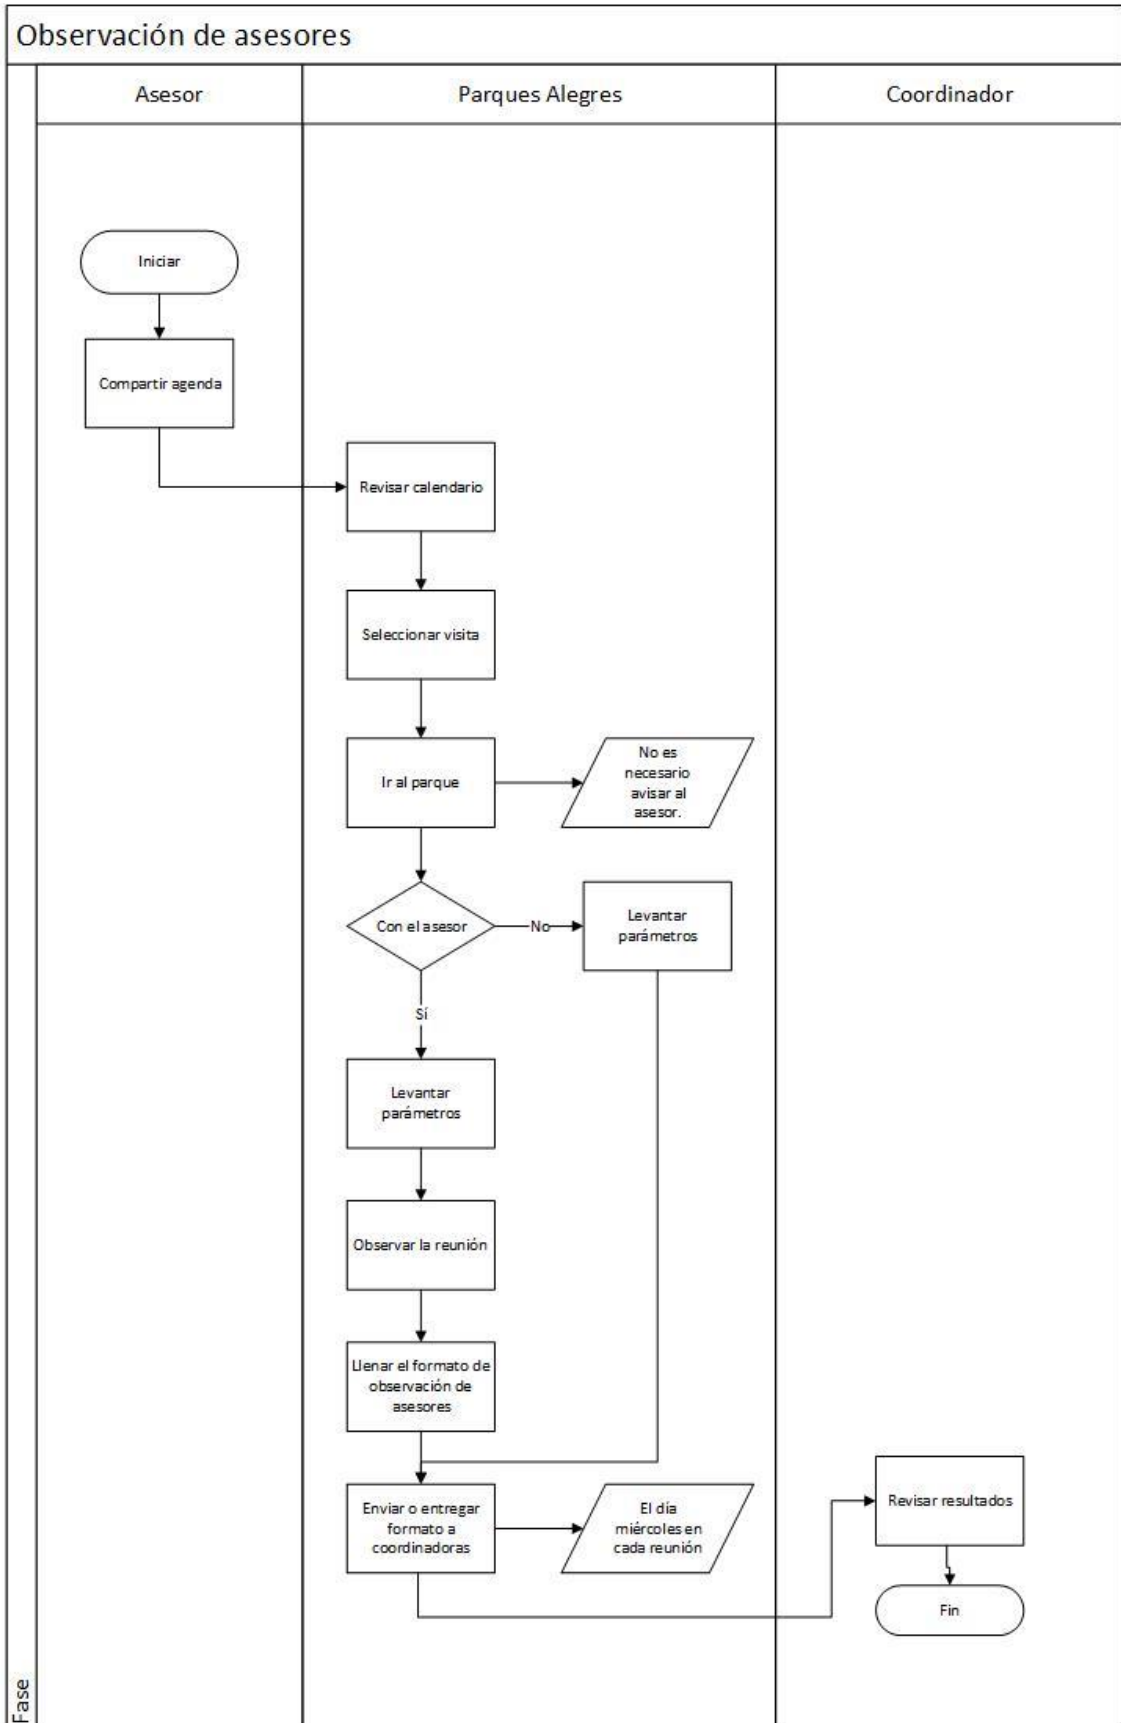 Observación de asesores
Asesor
Parques Alegres
Coordinador
Iniciar
Compartir agenda
Revisar calendario
Seleccionar visita
Ir al parque
No es
necesario
avisar al
asesor.
Con el asesor
No
Levantar
parámetros
Sí
Levantar
parámetros
Observar la reunión
Llenar el formato de
observación de
asesores
Enviar o entregar
formato a
coordinadoras
El día
miércoles en
cada reunión
Revisar resultados
Fin
Fase